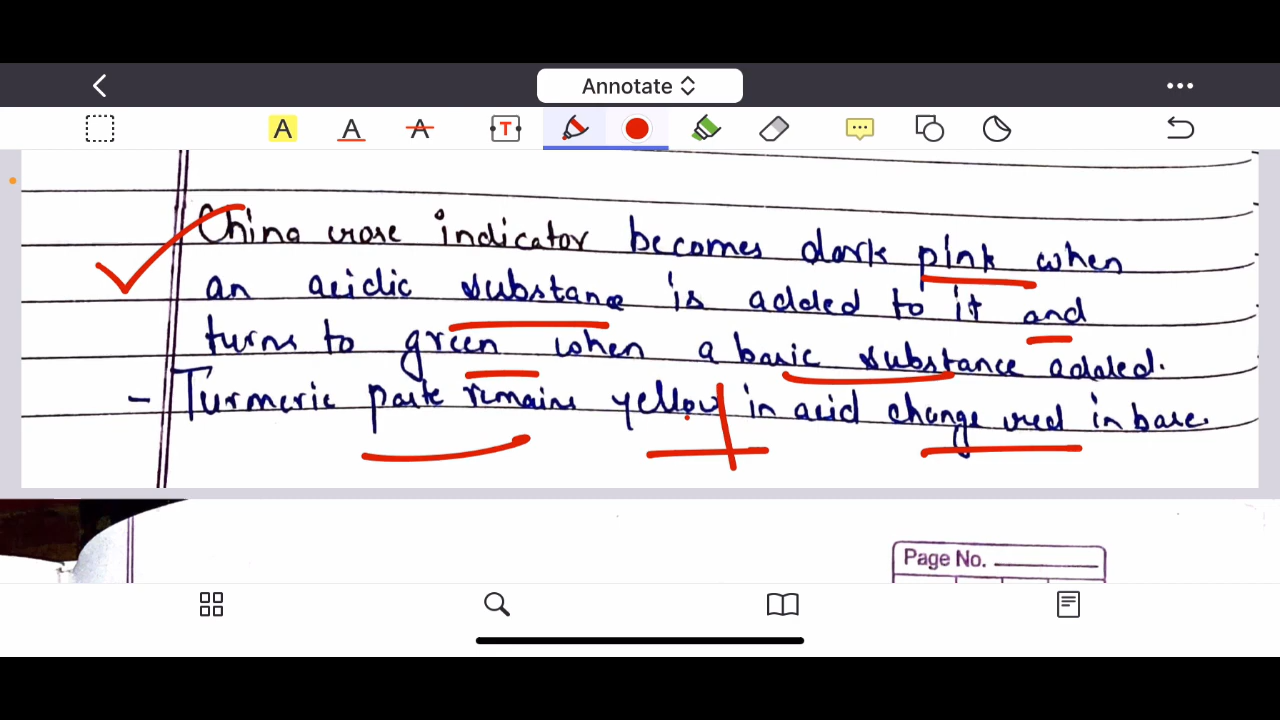 Annotate
A A A T
China rose indicator becomes dark pink when
an acidic substance is added to it and
turns to green when a basic substance added.
- Turmeric paste remains yellow in acid change red in base.
Page No.